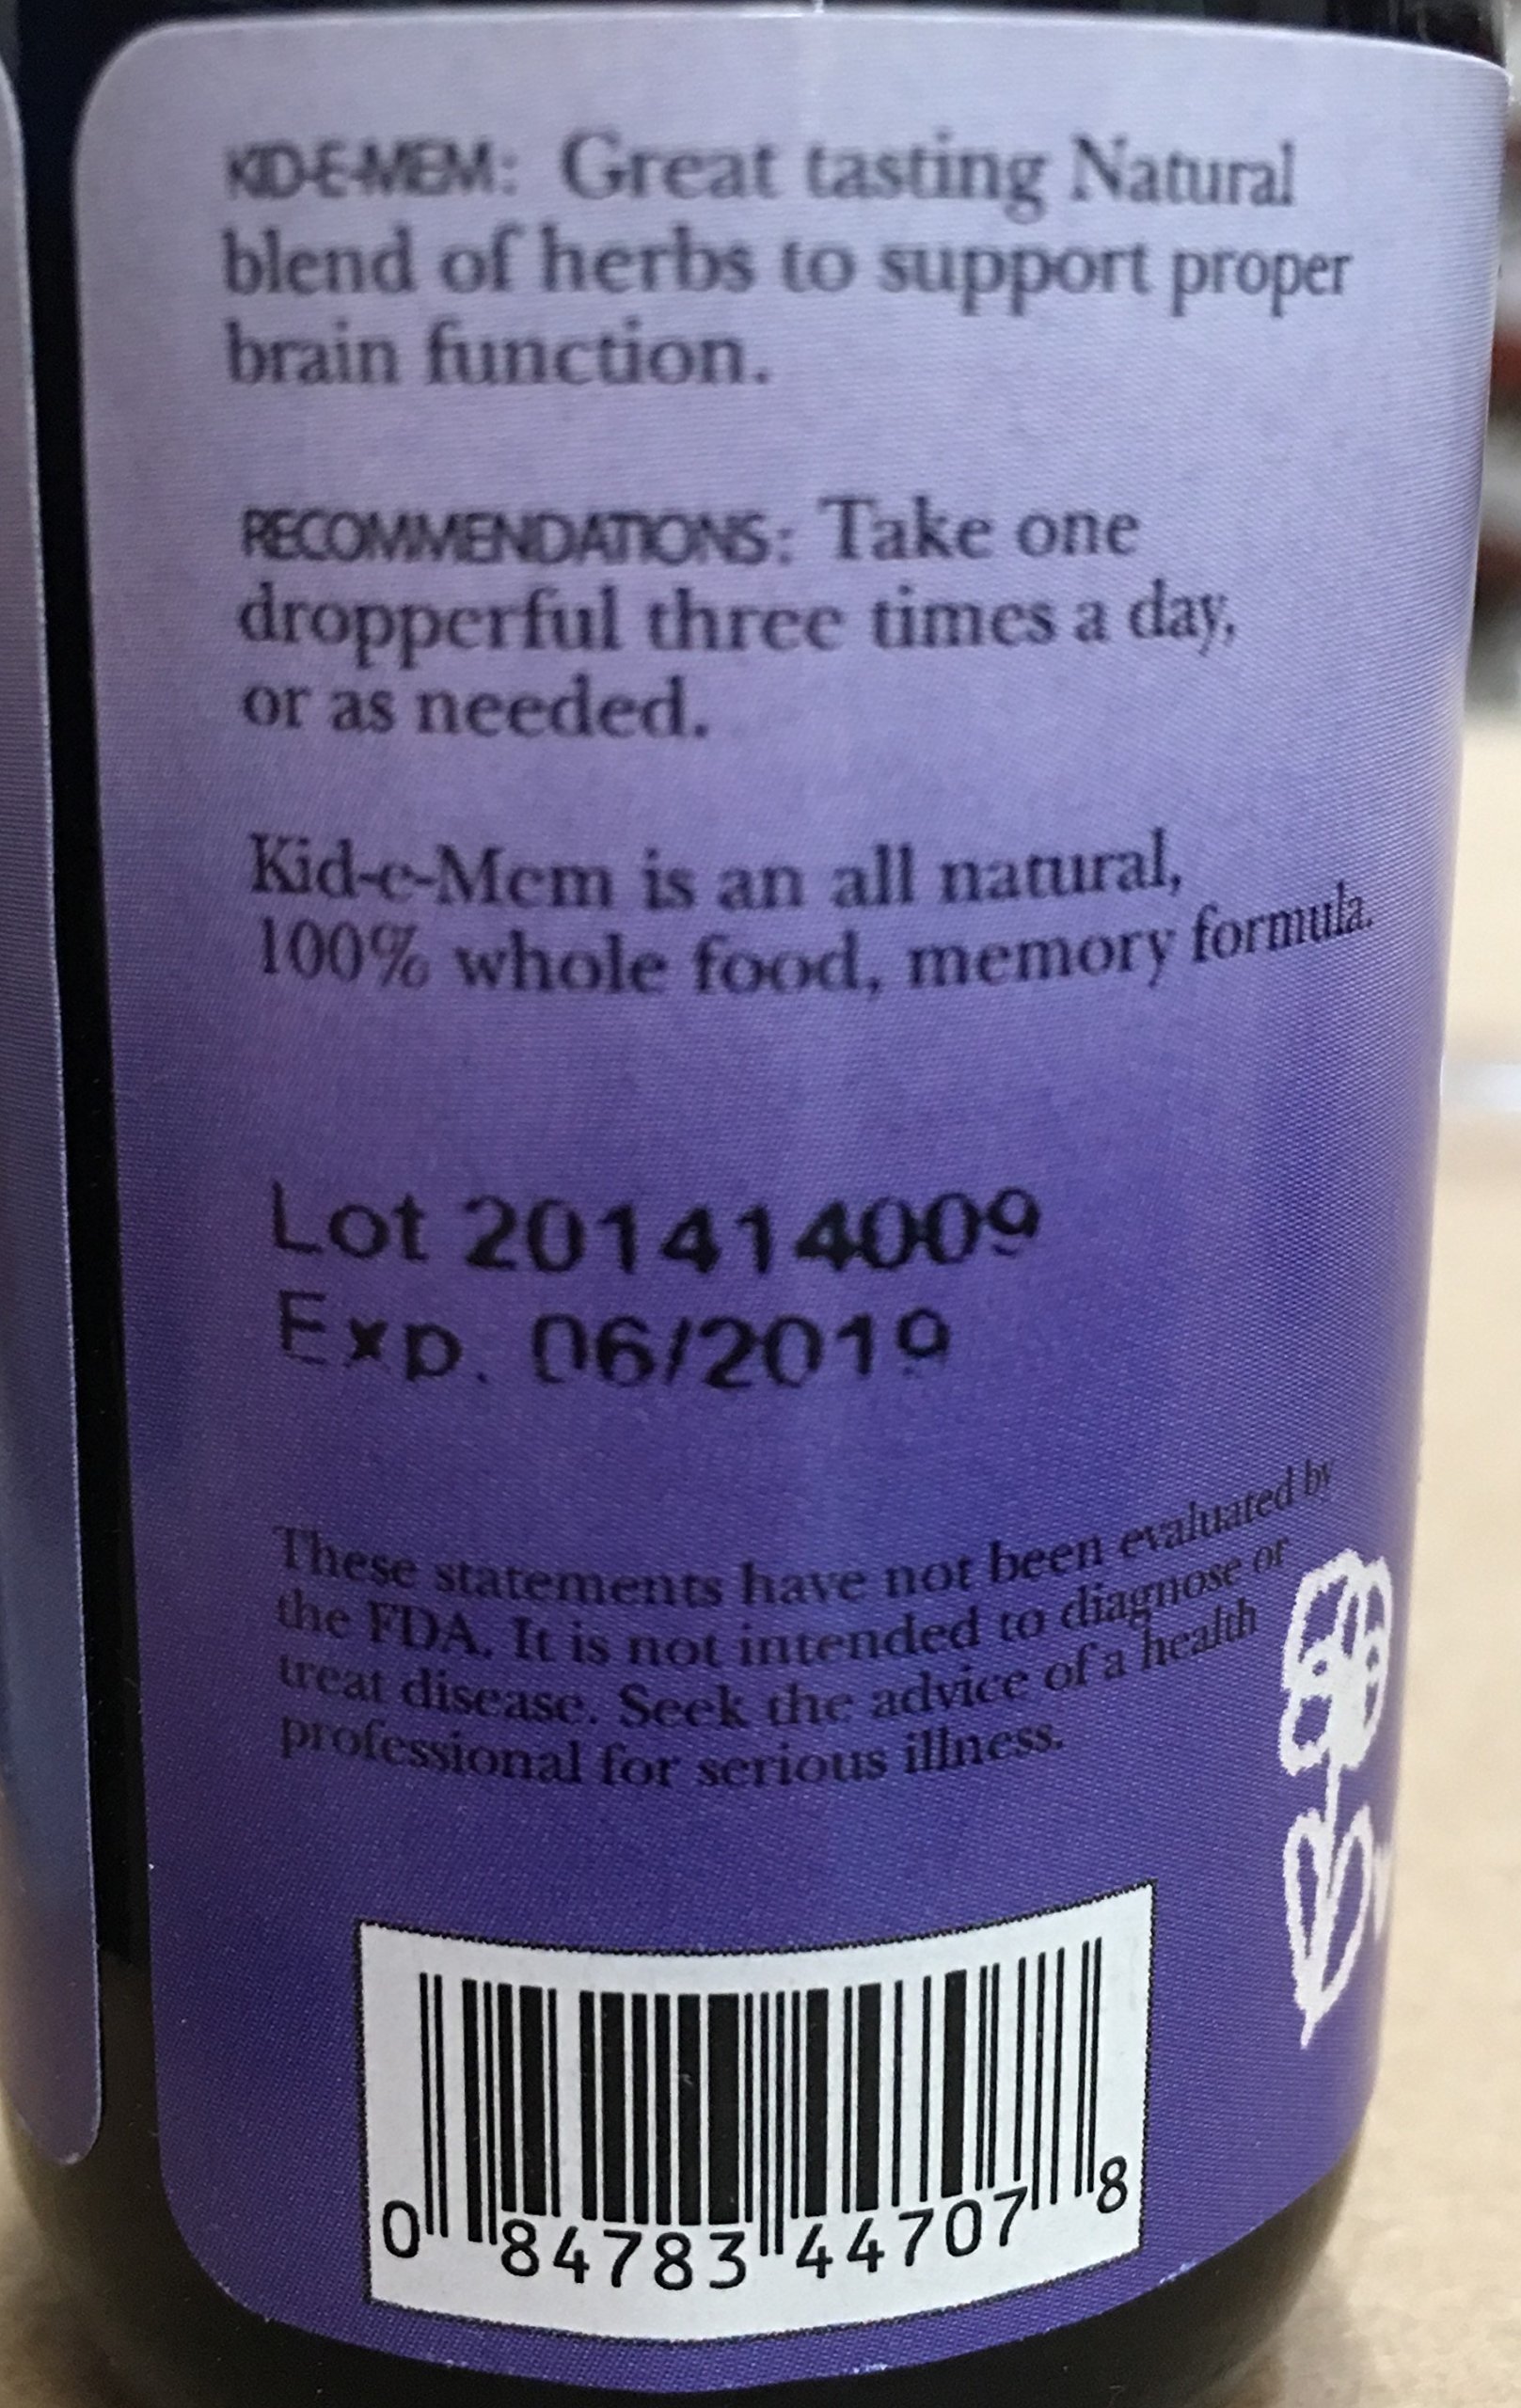 KID-E-MEM: Great tasting Natural
blend of herbs to support proper
brain function.
RECOMMENDATIONS: Take one
dropperful three times a day,
or as needed.
Kid-e-Mem is an all natural,
100% whole food, memory formula.
Lot 201414009
Exp. 06/2019
These statements have not been evaluated by
the FDA. It is not intended to diagnose or
treat disease. Seek the advice of a health
professional for serious illness.
0 84783 44707 8